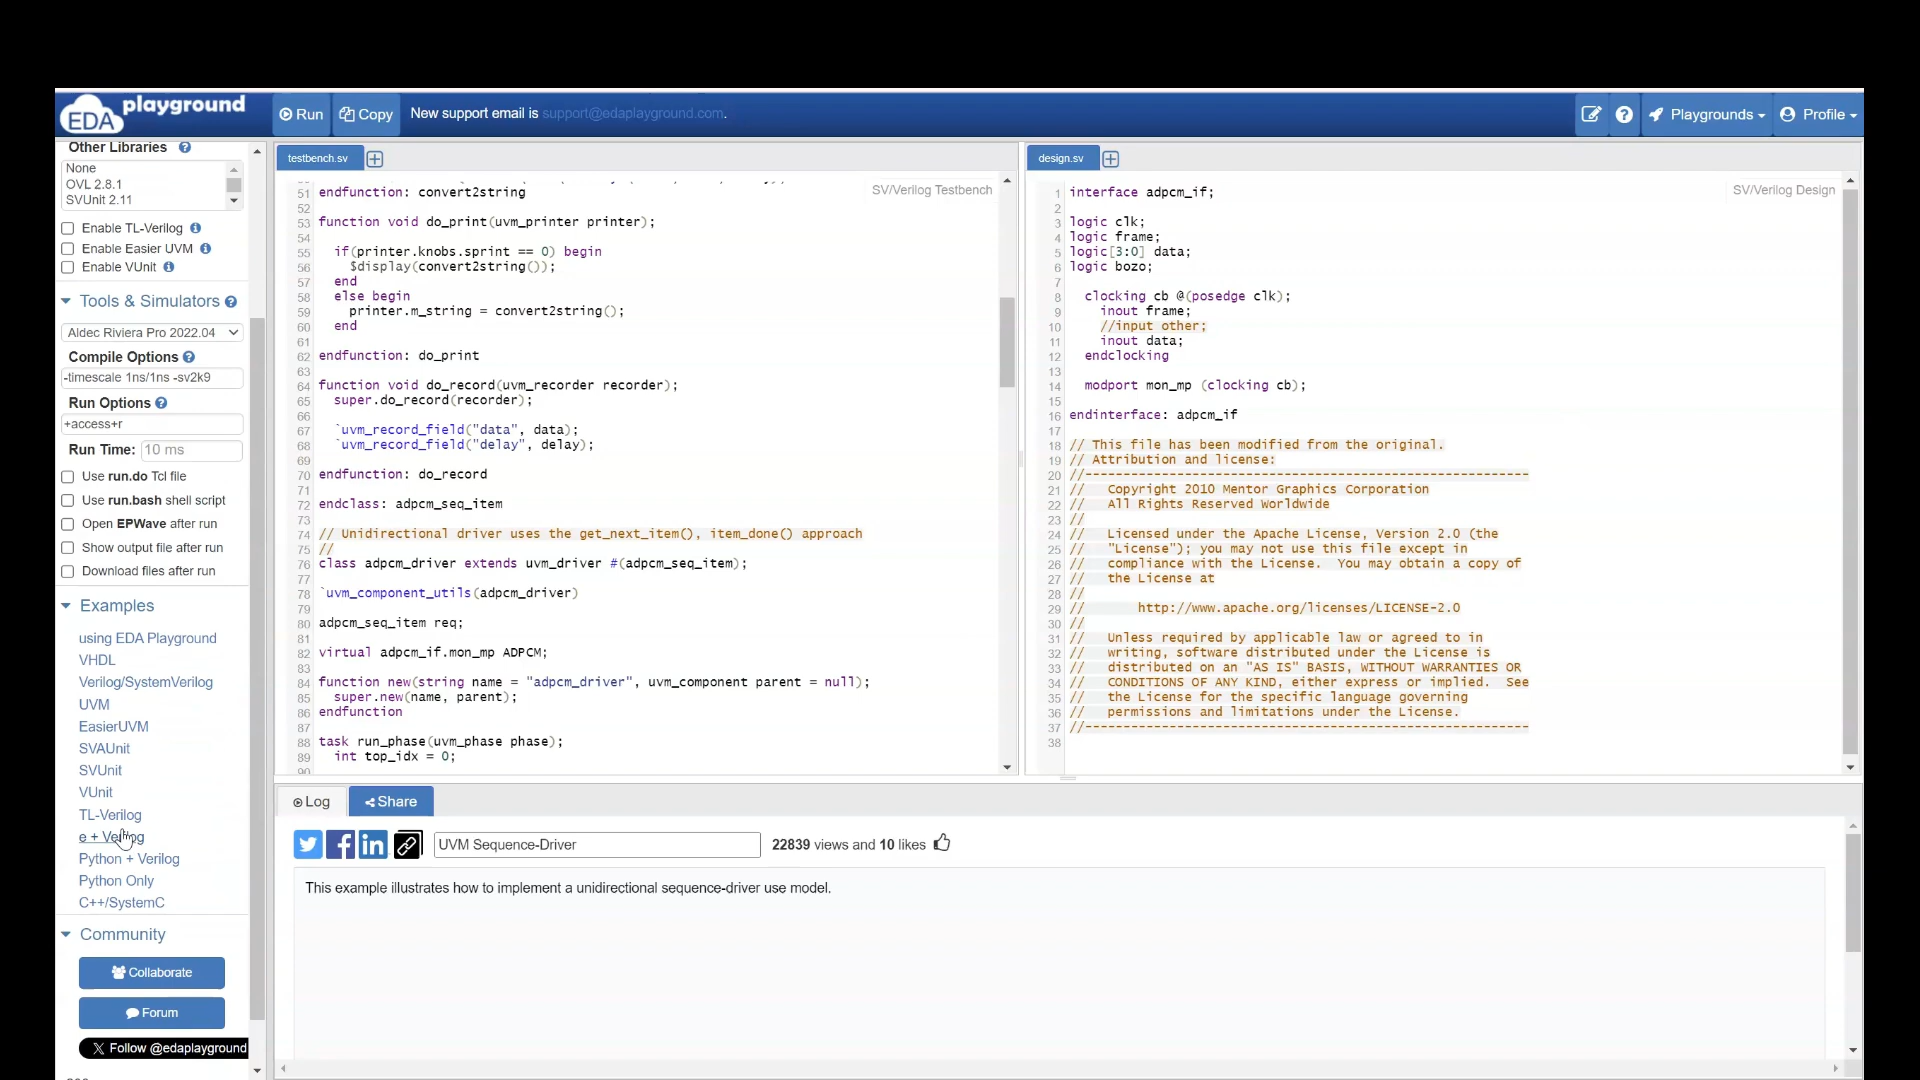 EDA playground
Run
Copy
New support email is support@edaplayground.com.
Playgrounds
Profile
Other Libraries
None
OVL 2.8.1
SVUnit 2.11
Enable TL-Verilog
Enable Easier UVM
Enable VUnit
Tools & Simulators
Aldec Riviera Pro 2022.04
Compile Options
-timescale 1ns/1ns -sv2k9
Run Options
+access+r
Run Time: 10 ms
Use run.do Tcl file
Use run.bash shell script
Open EPWave after run
Show output file after run
Download files after run
Examples
using EDA Playground
VHDL
Verilog/SystemVerilog
UVM
EasierUVM
SVAUnit
SVUnit
VUnit
TL-Verilog
e + Verilog
Python + Verilog
Python Only
C++/SystemC
Community
Collaborate
Forum
Follow @edaplayground
testbench.sv
SV/Verilog Testbench
51 endfunction: convert2string
52
53 function void do_print(uvm_printer printer);
54
55 if(printer.knobs.sprint == 0) begin
56 $display(convert2string());
57 end
58 else begin
59 printer.m_string = convert2string();
60 end
61
62 endfunction: do_print
63
64 function void do_record(uvm_recorder recorder);
65 super.do_record(recorder);
66
67 `uvm_record_field("data", data);
68 `uvm_record_field("delay", delay);
69
70 endfunction: do_record
71
72 endclass: adpcm_seq_item
73
74 // Unidirectional driver uses the get_next_item(), item_done() approach
75 //
76 class adpcm_driver extends uvm_driver #(adpcm_seq_item);
77
78 `uvm_component_utils(adpcm_driver)
79
80 adpcm_seq_item req;
81
82 virtual adpcm_if.mon_mp ADPCM;
83
84 function new(string name = "adpcm_driver", uvm_component parent = null);
85 super.new(name, parent);
86 endfunction
87
88 task run_phase(uvm_phase phase);
89 int top_idx = 0;
90
design.sv
SV/Verilog Design
1 interface adpcm_if;
2
3 logic clk;
4 logic frame;
5 logic[3:0] data;
6 logic bozo;
7
8 clocking cb @(posedge clk);
9 inout frame;
10 //input other;
11 inout data;
12 endclocking
13
14 modport mon_mp (clocking cb);
15
16 endinterface: adpcm_if
17
18 // This file has been modified from the original.
19 // Attribution and license:
20 //-----------------------------------------------------------
21 // Copyright 2010 Mentor Graphics Corporation
22 // All Rights Reserved Worldwide
23 //
24 // Licensed under the Apache License, Version 2.0 (the
25 // "License"); you may not use this file except in
26 // compliance with the License. You may obtain a copy of
27 // the License at
28 //
29 // http://www.apache.org/licenses/LICENSE-2.0
30 //
31 // Unless required by applicable law or agreed to in
32 // writing, software distributed under the License is
33 // distributed on an "AS IS" BASIS, WITHOUT WARRANTIES OR
34 // CONDITIONS OF ANY KIND, either express or implied. See
35 // the License for the specific language governing
36 // permissions and limitations under the License.
37 //-----------------------------------------------------------
38
Log
Share
UVM Sequence-Driver
22839 views and 10 likes
This example illustrates how to implement a unidirectional sequence-driver use model.